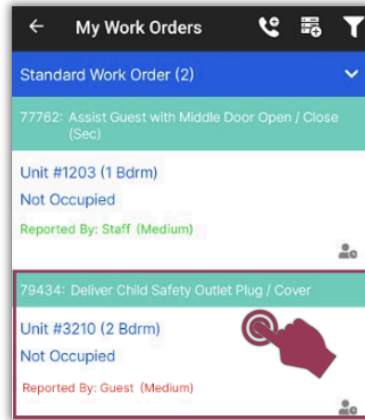 My Work Orders
Standard Work Order (2)
77762: Assist Guest with Middle Door Open / Close
(Sec)
Unit #1203 (1 Bdrm)
Not Occupied
Reported By: Staff (Medium)
79434: Deliver Child Safety Outlet Plug / Cover
Unit #3210 (2 Bdrm)
Not Occupied
Reported By: Guest (Medium)